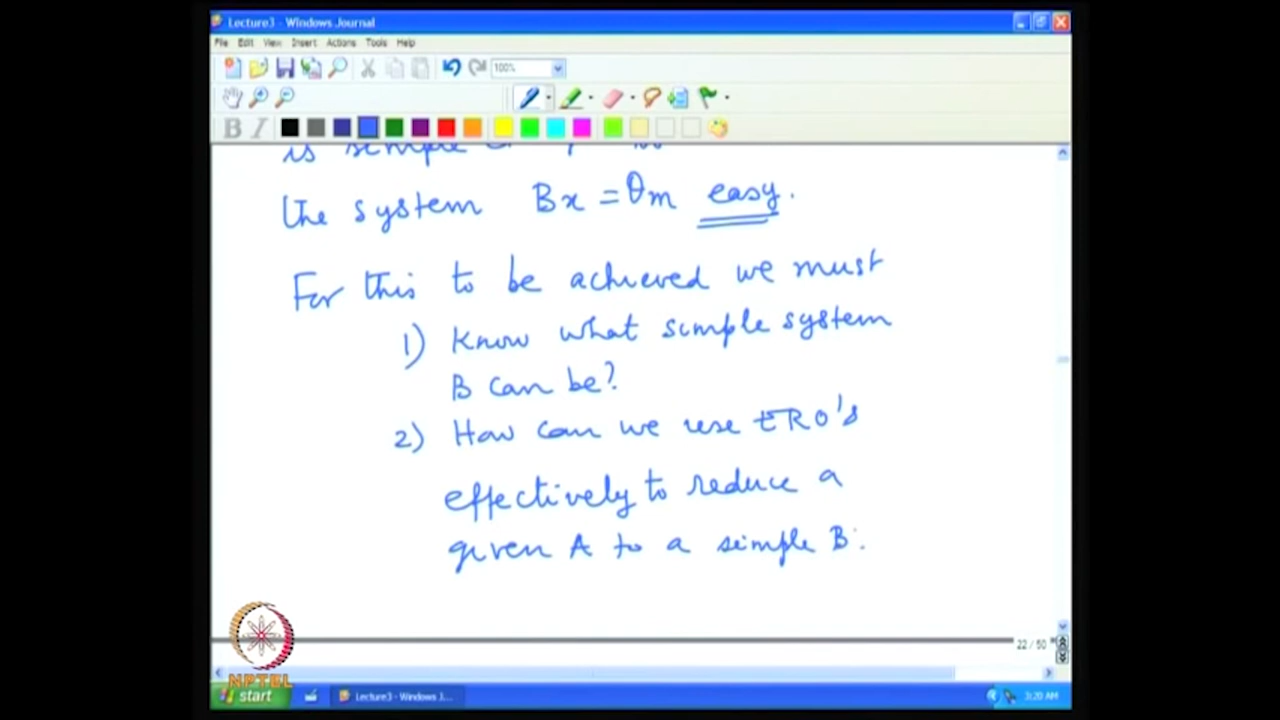 Lecture3 - Windows Journal
File Edit View Insert Actions Tools Help
100%
B I
is simple
the system Bx = θm easy.
For this to be achieved we must
1) Know what simple system
B can be?
2) How can we use ERO's
effectively to reduce a
given A to a simple B.
22 / 50
NPTEL
start Lecture3 - Windows J... 3:20 AM